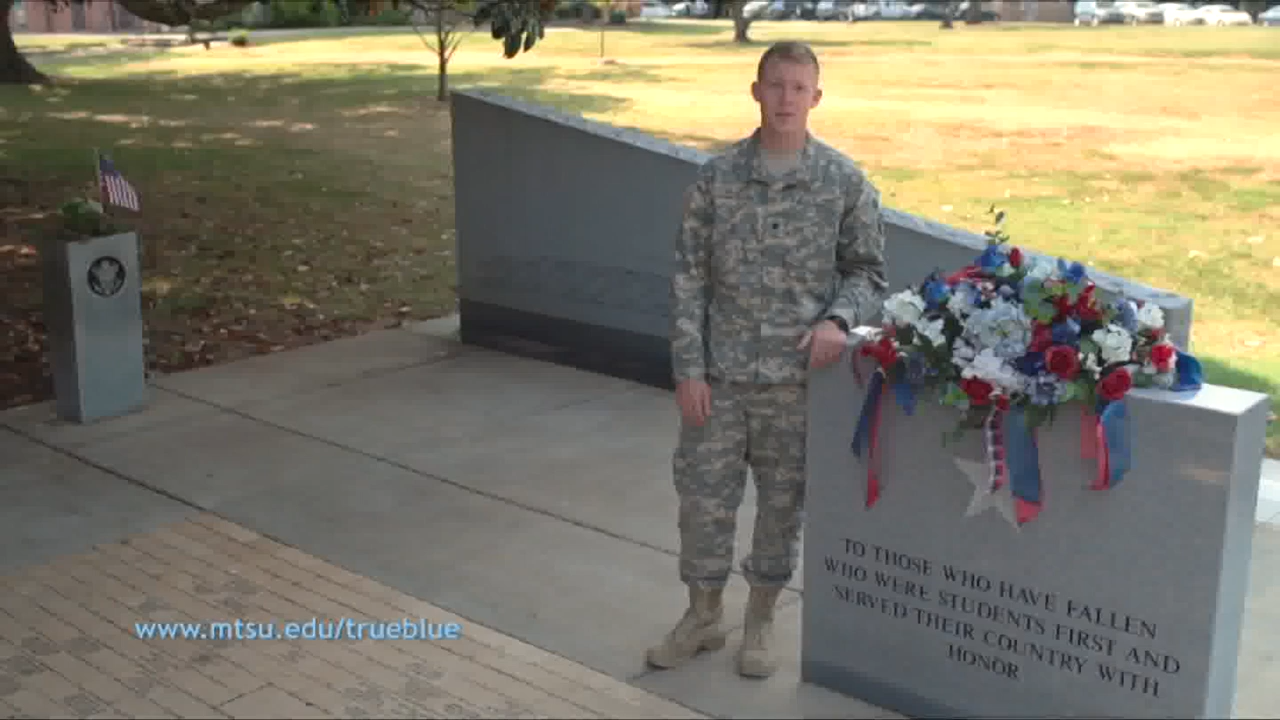 TO THOSE WHO HAVE FALLEN
WHO WERE STUDENTS FIRST AND
SERVED THEIR COUNTRY WITH
HONOR
www.mtsu.edu/trueblue